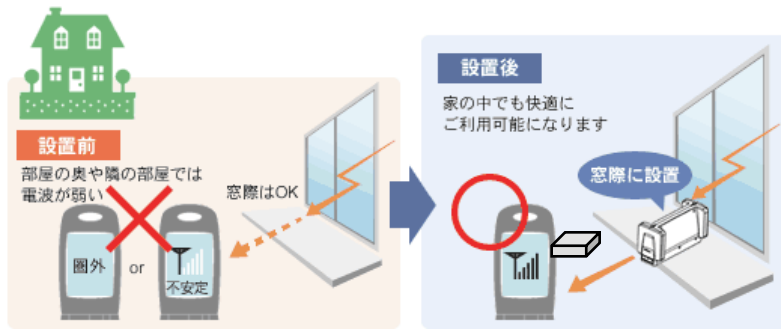 設置前
部屋の奥や隣の部屋では
電波が弱い
窓際はOK
圏外
or
不安定
設置後
家の中でも快適に
ご利用可能になります
窓際に設置